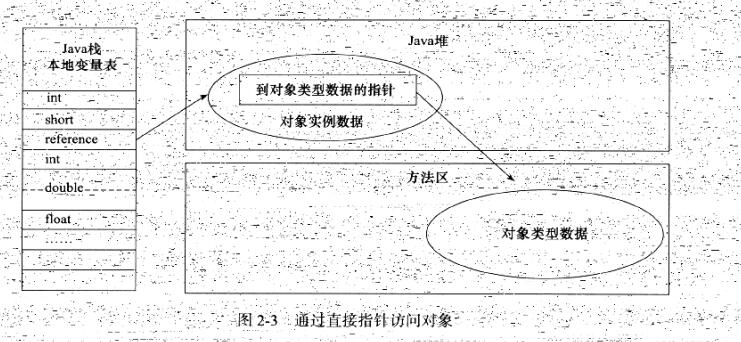 Java栈
本地变量表
int
short
reference
int
double
float
......
Java堆
到对象类型数据的指针
对象实例数据
方法区
对象类型数据
图 2-3 通过直接指针访问对象